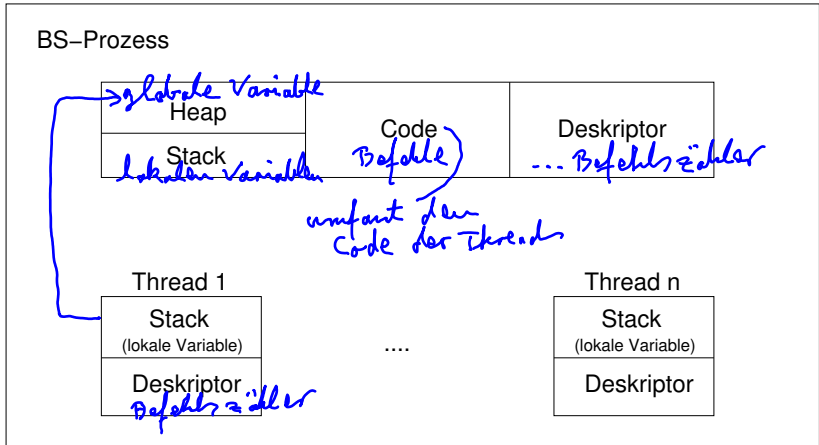 BS−Prozess
globale Variable
Heap
Stack
lokalen Variablen
Code
Befehle
Deskriptor
... Befehlszähler
umfasst den
Code der Threads
Thread 1
Stack
(lokale Variable)
Deskriptor
Befehlszähler
....
Thread n
Stack
(lokale Variable)
Deskriptor